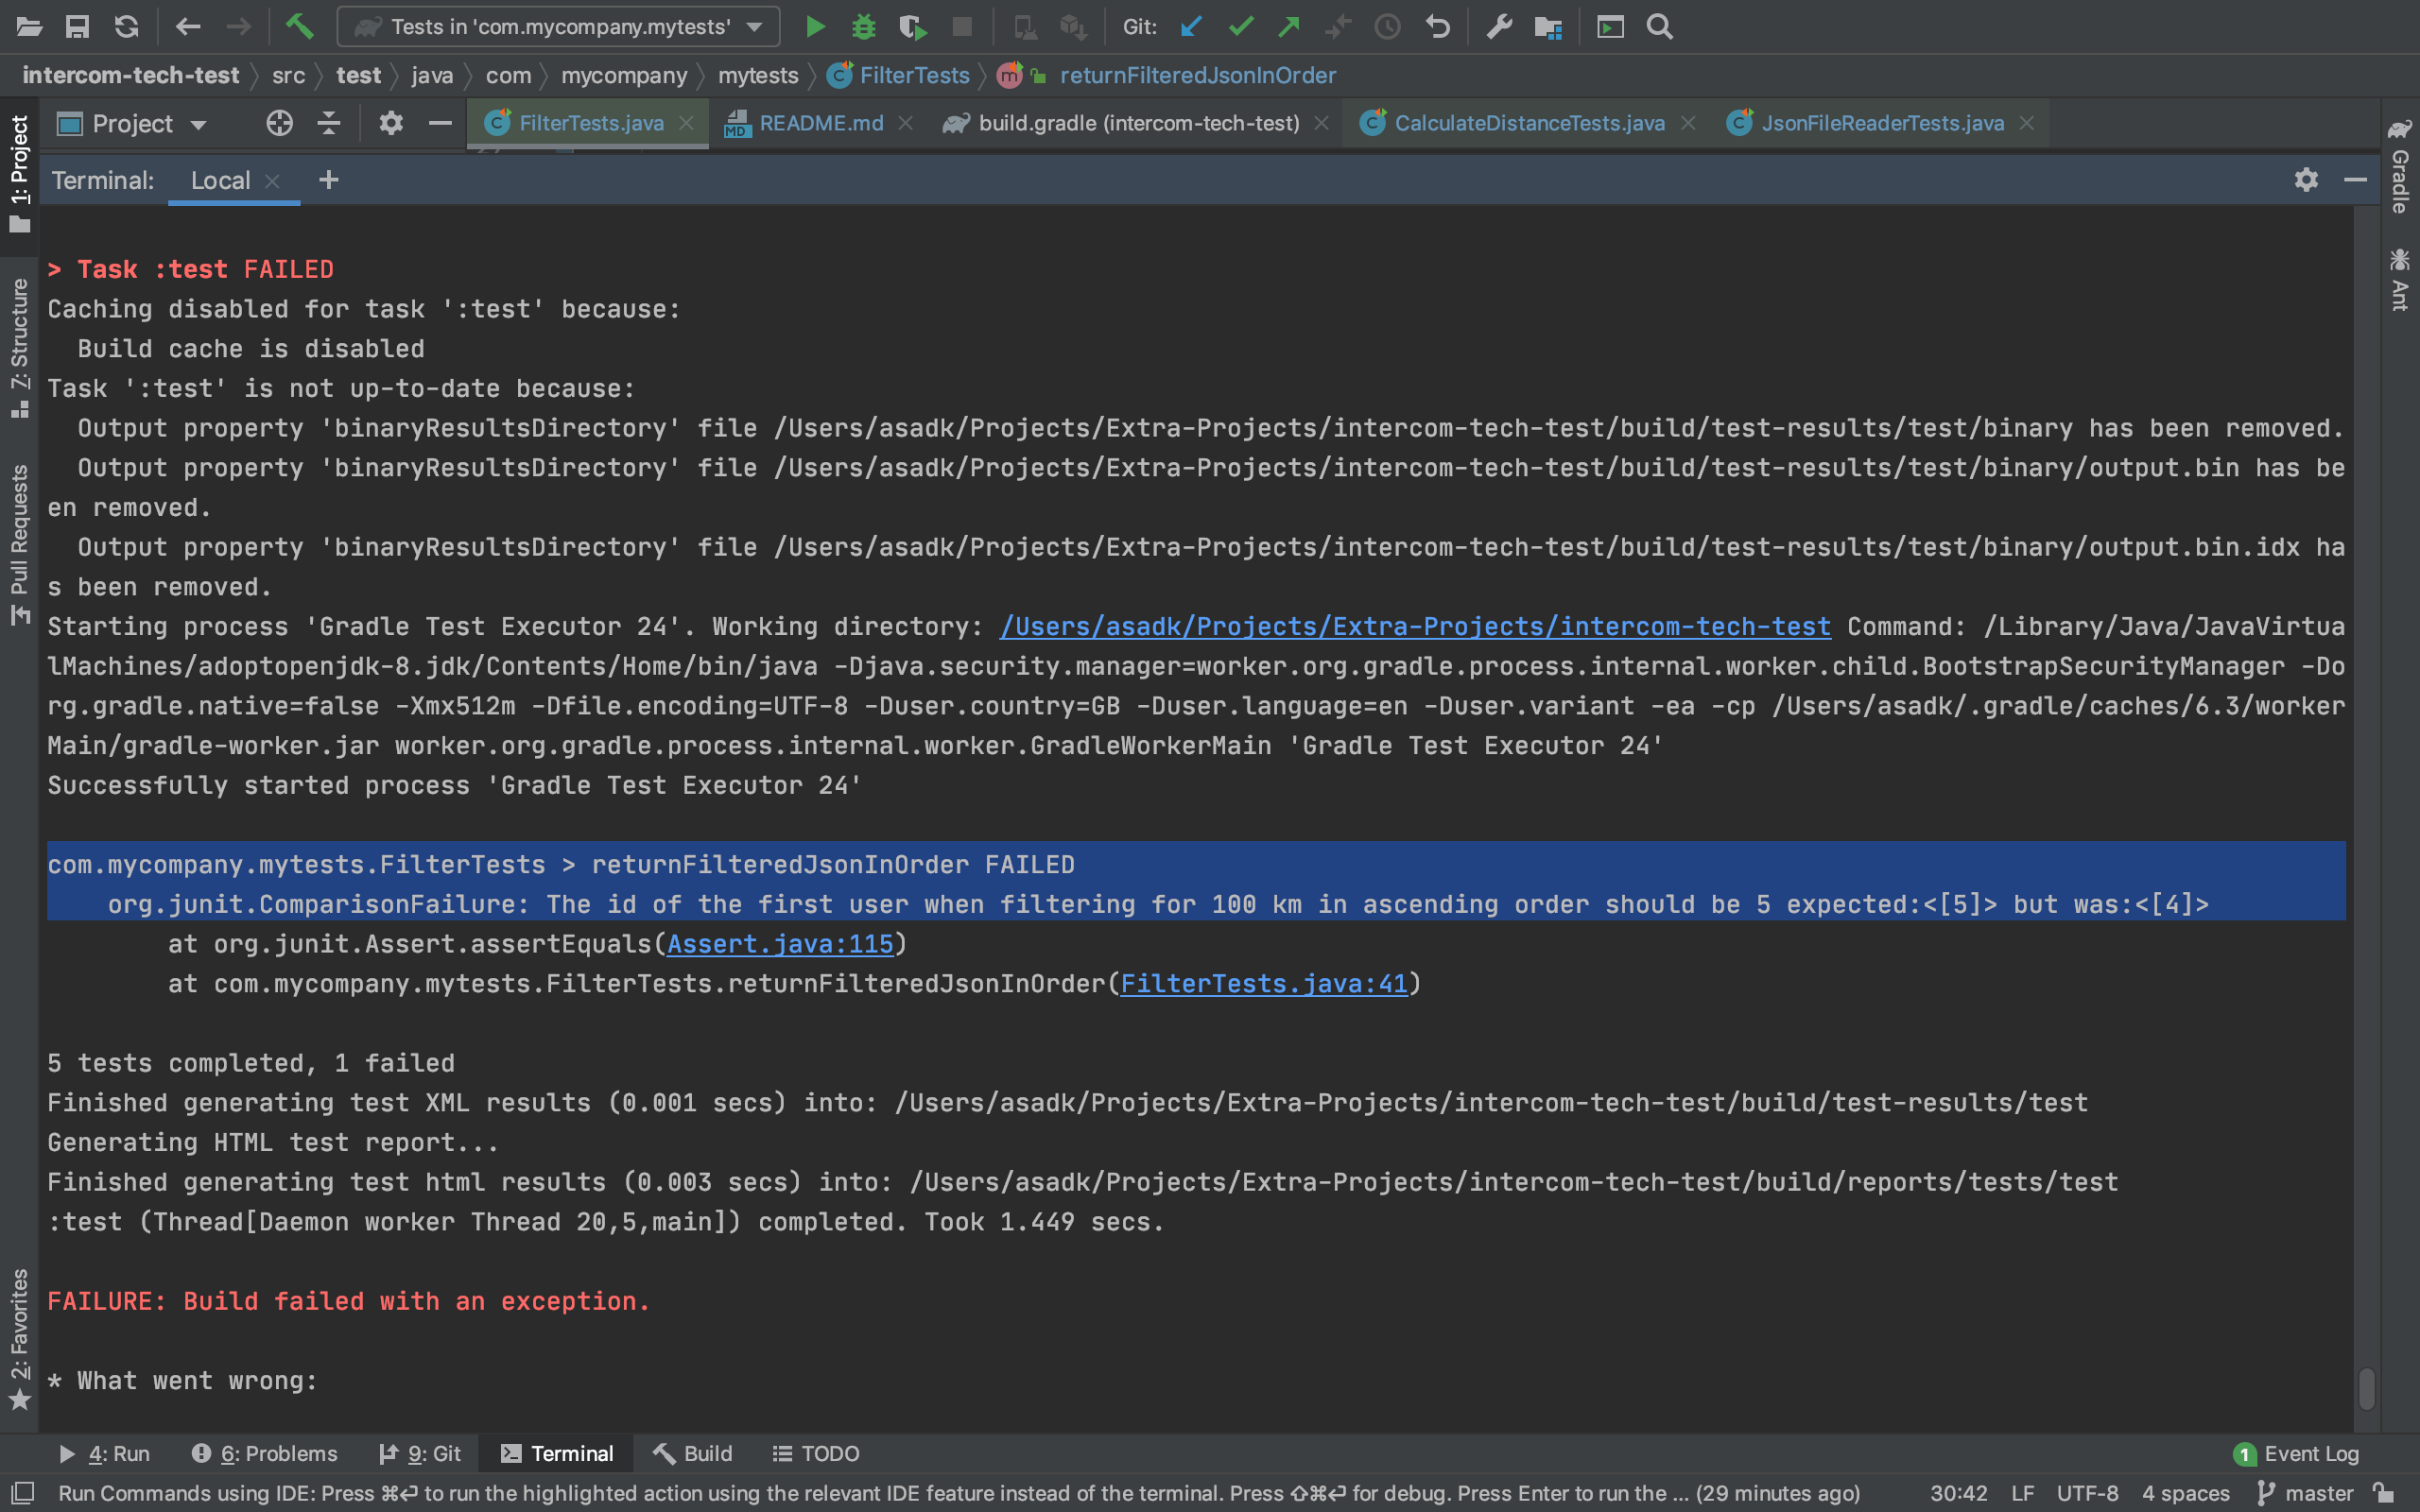 Tests in 'com.mycompany.mytests'
Git:
intercom-tech-test src test java com mycompany mytests FilterTests returnFilteredJsonInOrder
Project
FilterTests.java
README.md
build.gradle (intercom-tech-test)
CalculateDistanceTests.java
JsonFileReaderTests.java
Terminal: Local +
1: Project
Z: Structure
Pull Requests
2: Favorites
Gradle
Ant
> Task :test FAILED
Caching disabled for task ':test' because:
  Build cache is disabled
Task ':test' is not up-to-date because:
  Output property 'binaryResultsDirectory' file /Users/asadk/Projects/Extra-Projects/intercom-tech-test/build/test-results/test/binary has been removed.
  Output property 'binaryResultsDirectory' file /Users/asadk/Projects/Extra-Projects/intercom-tech-test/build/test-results/test/binary/output.bin has be
en removed.
  Output property 'binaryResultsDirectory' file /Users/asadk/Projects/Extra-Projects/intercom-tech-test/build/test-results/test/binary/output.bin.idx ha
s been removed.
Starting process 'Gradle Test Executor 24'. Working directory: /Users/asadk/Projects/Extra-Projects/intercom-tech-test Command: /Library/Java/JavaVirtua
lMachines/adoptopenjdk-8.jdk/Contents/Home/bin/java -Djava.security.manager=worker.org.gradle.process.internal.worker.child.BootstrapSecurityManager -Do
rg.gradle.native=false -Xmx512m -Dfile.encoding=UTF-8 -Duser.country=GB -Duser.language=en -Duser.variant -ea -cp /Users/asadk/.gradle/caches/6.3/worker
Main/gradle-worker.jar worker.org.gradle.process.internal.worker.GradleWorkerMain 'Gradle Test Executor 24'
Successfully started process 'Gradle Test Executor 24'
com.mycompany.mytests.FilterTests > returnFilteredJsonInOrder FAILED
    org.junit.ComparisonFailure: The id of the first user when filtering for 100 km in ascending order should be 5 expected:<[5]> but was:<[4]>
        at org.junit.Assert.assertEquals(Assert.java:115)
        at com.mycompany.mytests.FilterTests.returnFilteredJsonInOrder(FilterTests.java:41)
5 tests completed, 1 failed
Finished generating test XML results (0.001 secs) into: /Users/asadk/Projects/Extra-Projects/intercom-tech-test/build/test-results/test
Generating HTML test report...
Finished generating test html results (0.003 secs) into: /Users/asadk/Projects/Extra-Projects/intercom-tech-test/build/reports/tests/test
:test (Thread[Daemon worker Thread 20,5,main]) completed. Took 1.449 secs.
FAILURE: Build failed with an exception.
* What went wrong:
4: Run
6: Problems
9: Git
Terminal
Build
TODO
1 Event Log
Run Commands using IDE: Press ⌘⏎ to run the highlighted action using the relevant IDE feature instead of the terminal. Press ⇧⌘⏎ for debug. Press Enter to run the ... (29 minutes ago)
30:42 LF UTF-8 4 spaces master